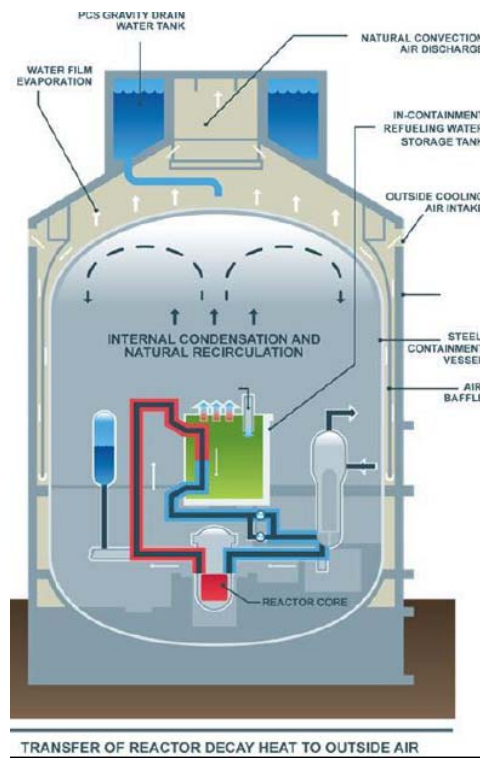 PCS GRAVITY DRAIN
WATER TANK
NATURAL CONVECTION
AIR DISCHARGE
WATER FILM
EVAPORATION
IN-CONTAINMENT
REFUELING WATER
STORAGE TANK
OUTSIDE COOLING
AIR INTAKE
INTERNAL CONDENSATION AND
NATURAL RECIRCULATION
STEEL
CONTAINMENT
VESSEL
AIR
BAFFLE
REACTOR CORE
TRANSFER OF REACTOR DECAY HEAT TO OUTSIDE AIR